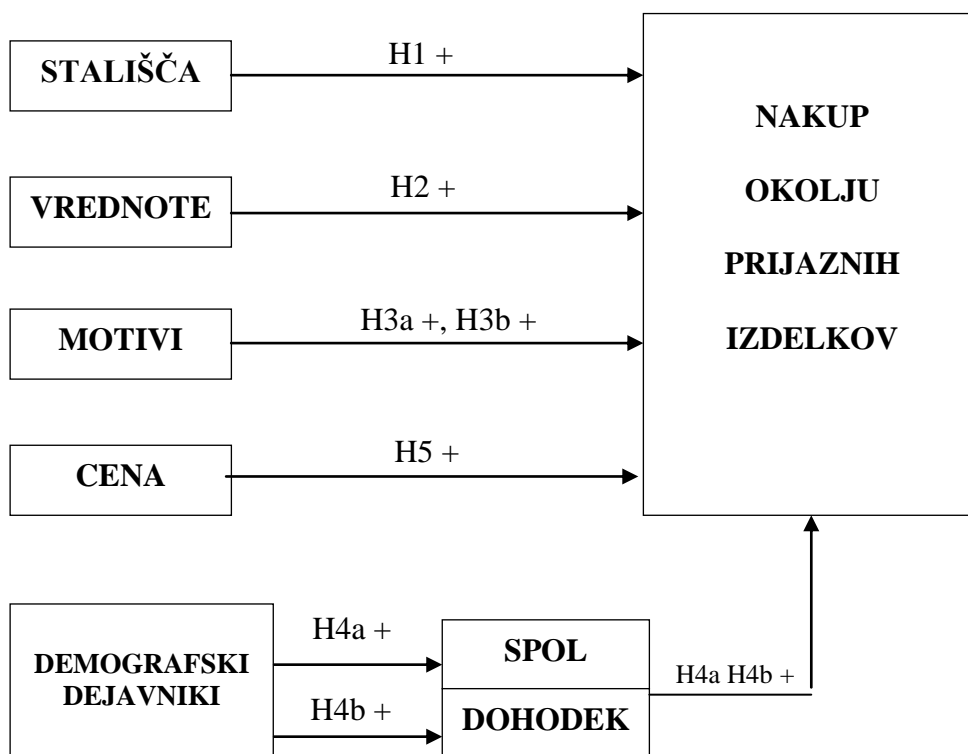 STALIŠČA
H1 +
VREDNOTE
H2 +
MOTIVI
H3a +, H3b +
CENA
H5 +
NAKUP
OKOLJU
PRIJAZNIH
IZDELKOV
DEMOGRAFSKI
DEJAVNIKI
H4a +
H4b +
SPOL
DOHODEK
H4a H4b +